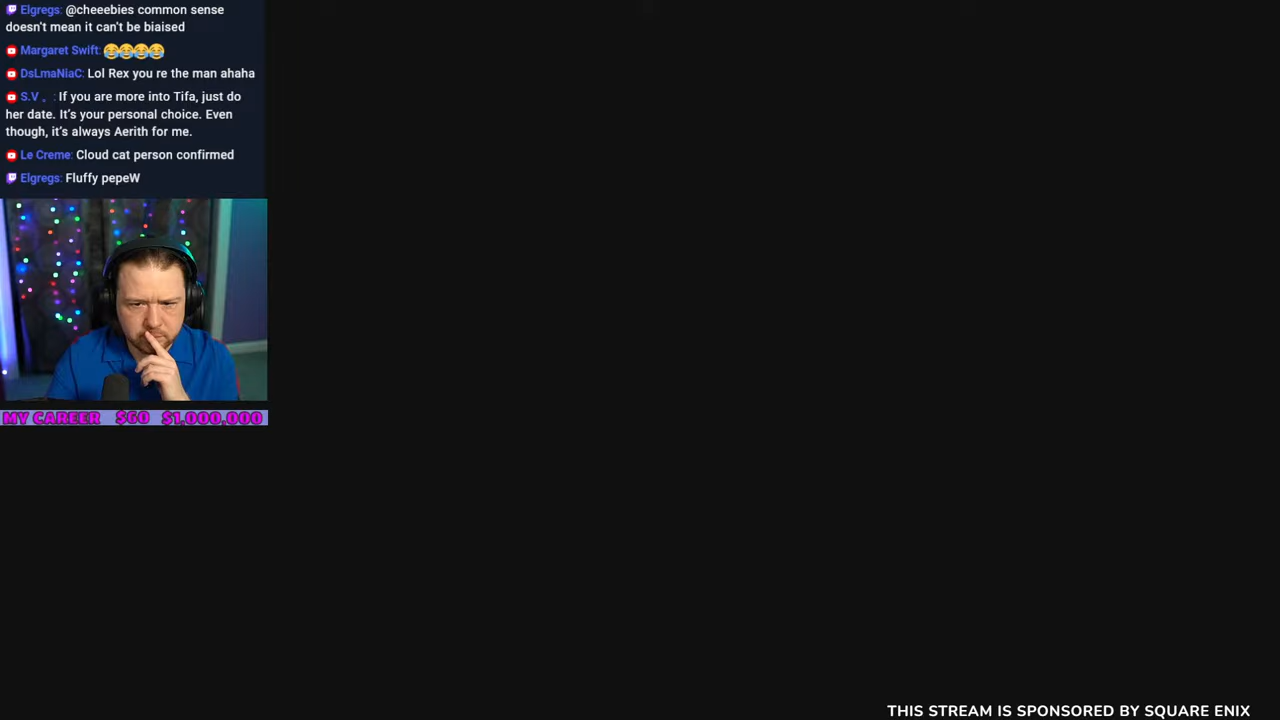 Elgregs: @cheeebies common sense
doesn't mean it can't be biaised
Margaret Swift: 😂😂😂😂
DsLmaNiaC: Lol Rex you re the man ahaha
S.V 。: If you are more into Tifa, just do
her date. It's your personal choice. Even
though, it's always Aerith for me.
Le Creme: Cloud cat person confirmed
Elgregs: Fluffy pepeW
MY CAREER $60 $1,000,000
THIS STREAM IS SPONSORED BY SQUARE ENIX